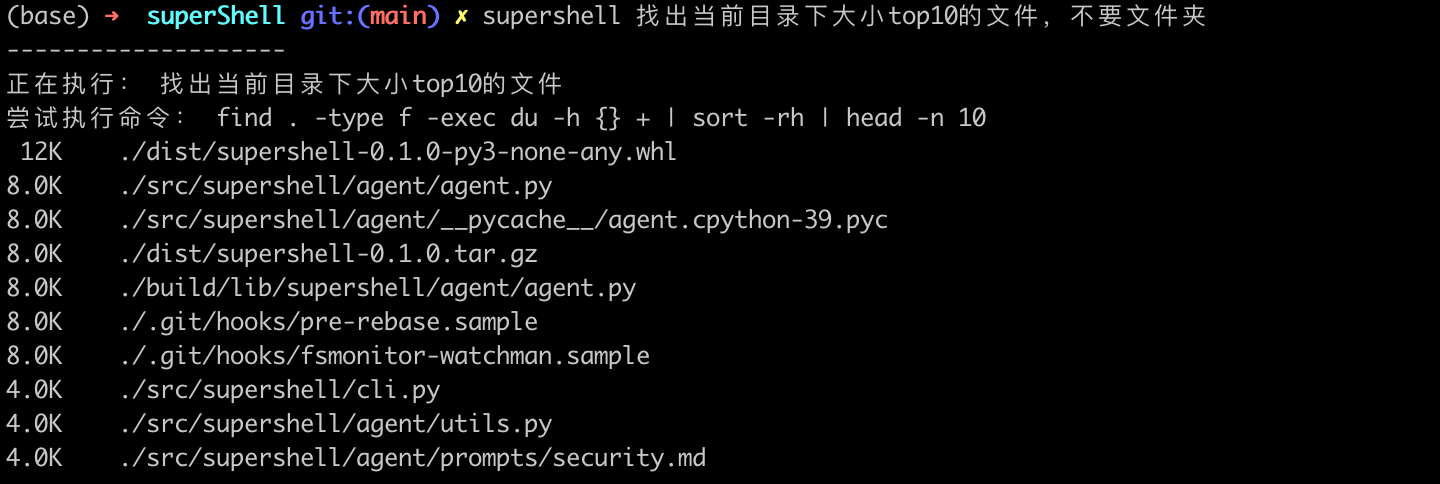 (base) ➜  superShell git:(main) ✗ supershell 找出当前目录下大小top10的文件，不要文件夹
--------------------
正在执行： 找出当前目录下大小top10的文件
尝试执行命令： find . -type f -exec du -h {} + | sort -rh | head -n 10
 12K    ./dist/supershell-0.1.0-py3-none-any.whl
8.0K    ./src/supershell/agent/agent.py
8.0K    ./src/supershell/agent/__pycache__/agent.cpython-39.pyc
8.0K    ./dist/supershell-0.1.0.tar.gz
8.0K    ./build/lib/supershell/agent/agent.py
8.0K    ./.git/hooks/pre-rebase.sample
8.0K    ./.git/hooks/fsmonitor-watchman.sample
4.0K    ./src/supershell/cli.py
4.0K    ./src/supershell/agent/utils.py
4.0K    ./src/supershell/agent/prompts/security.md